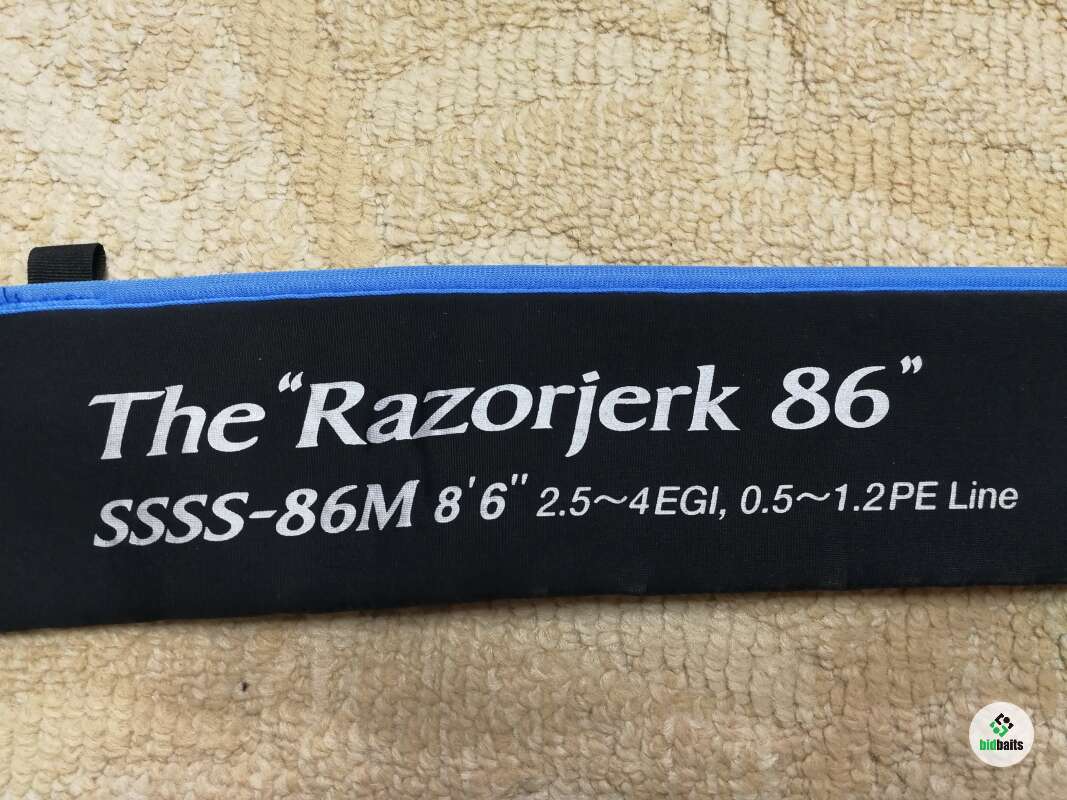 The “Razorjerk 86”
SSSS-86M 8'6" 2.5～4EGI, 0.5～1.2PE Line
bidbaits